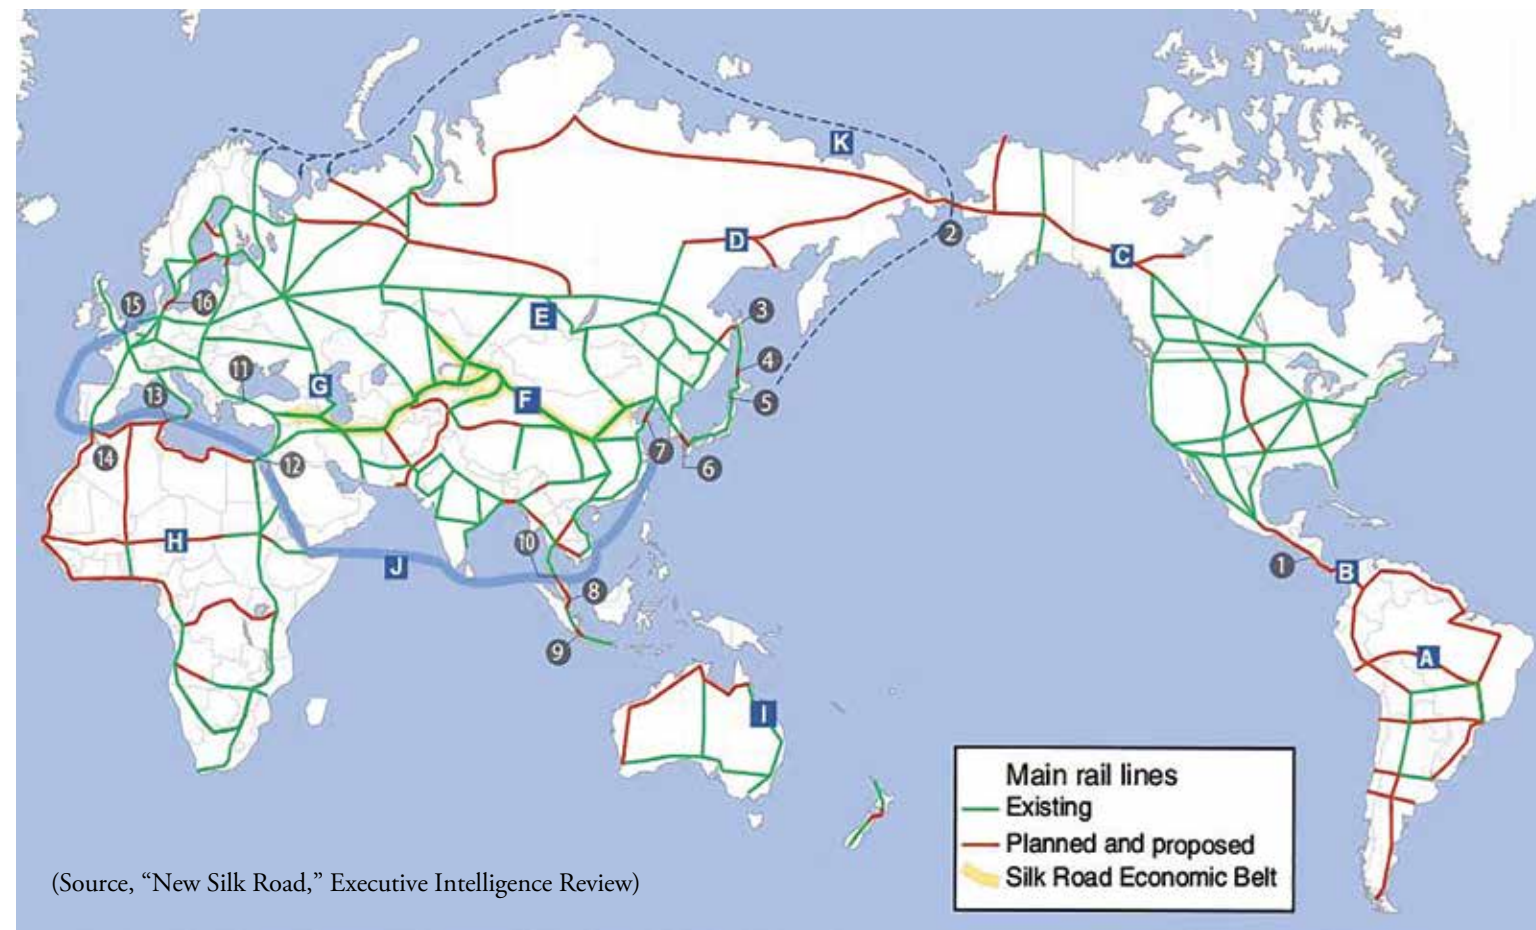 K
2
D
C
15
16
3
E
11
4
G
13
F
5
14
12
7
6
H
10
J
1
B
8
9
A
I
Main rail lines
Existing
Planned and proposed
Silk Road Economic Belt
(Source, “New Silk Road,” Executive Intelligence Review)